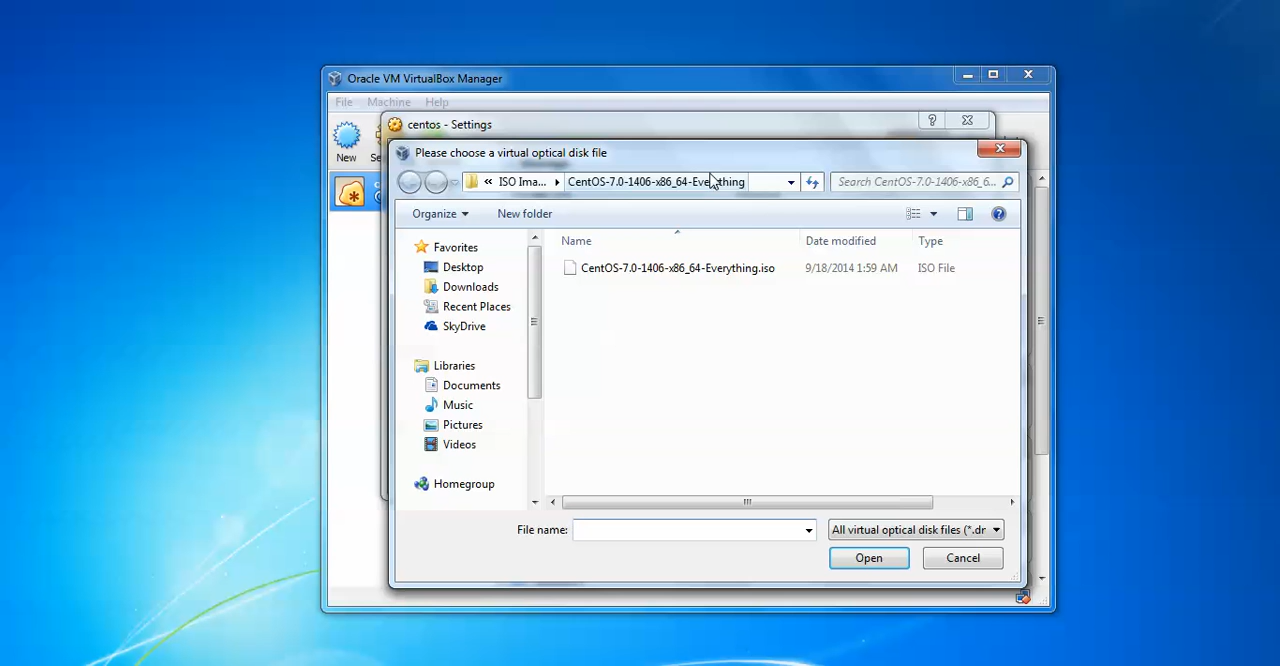 Oracle VM VirtualBox Manager
File Machine Help
centos - Settings
New
Please choose a virtual optical disk file
« ISO Ima... CentOS-7.0-1406-x86_64-Everything
Search CentOS-7.0-1406-x86_6...
Organize New folder
Name Date modified Type
CentOS-7.0-1406-x86_64-Everything.iso 9/18/2014 1:59 AM ISO File
Favorites
Desktop
Downloads
Recent Places
SkyDrive
Libraries
Documents
Music
Pictures
Videos
Homegroup
File name: All virtual optical disk files (*.dr
Open Cancel